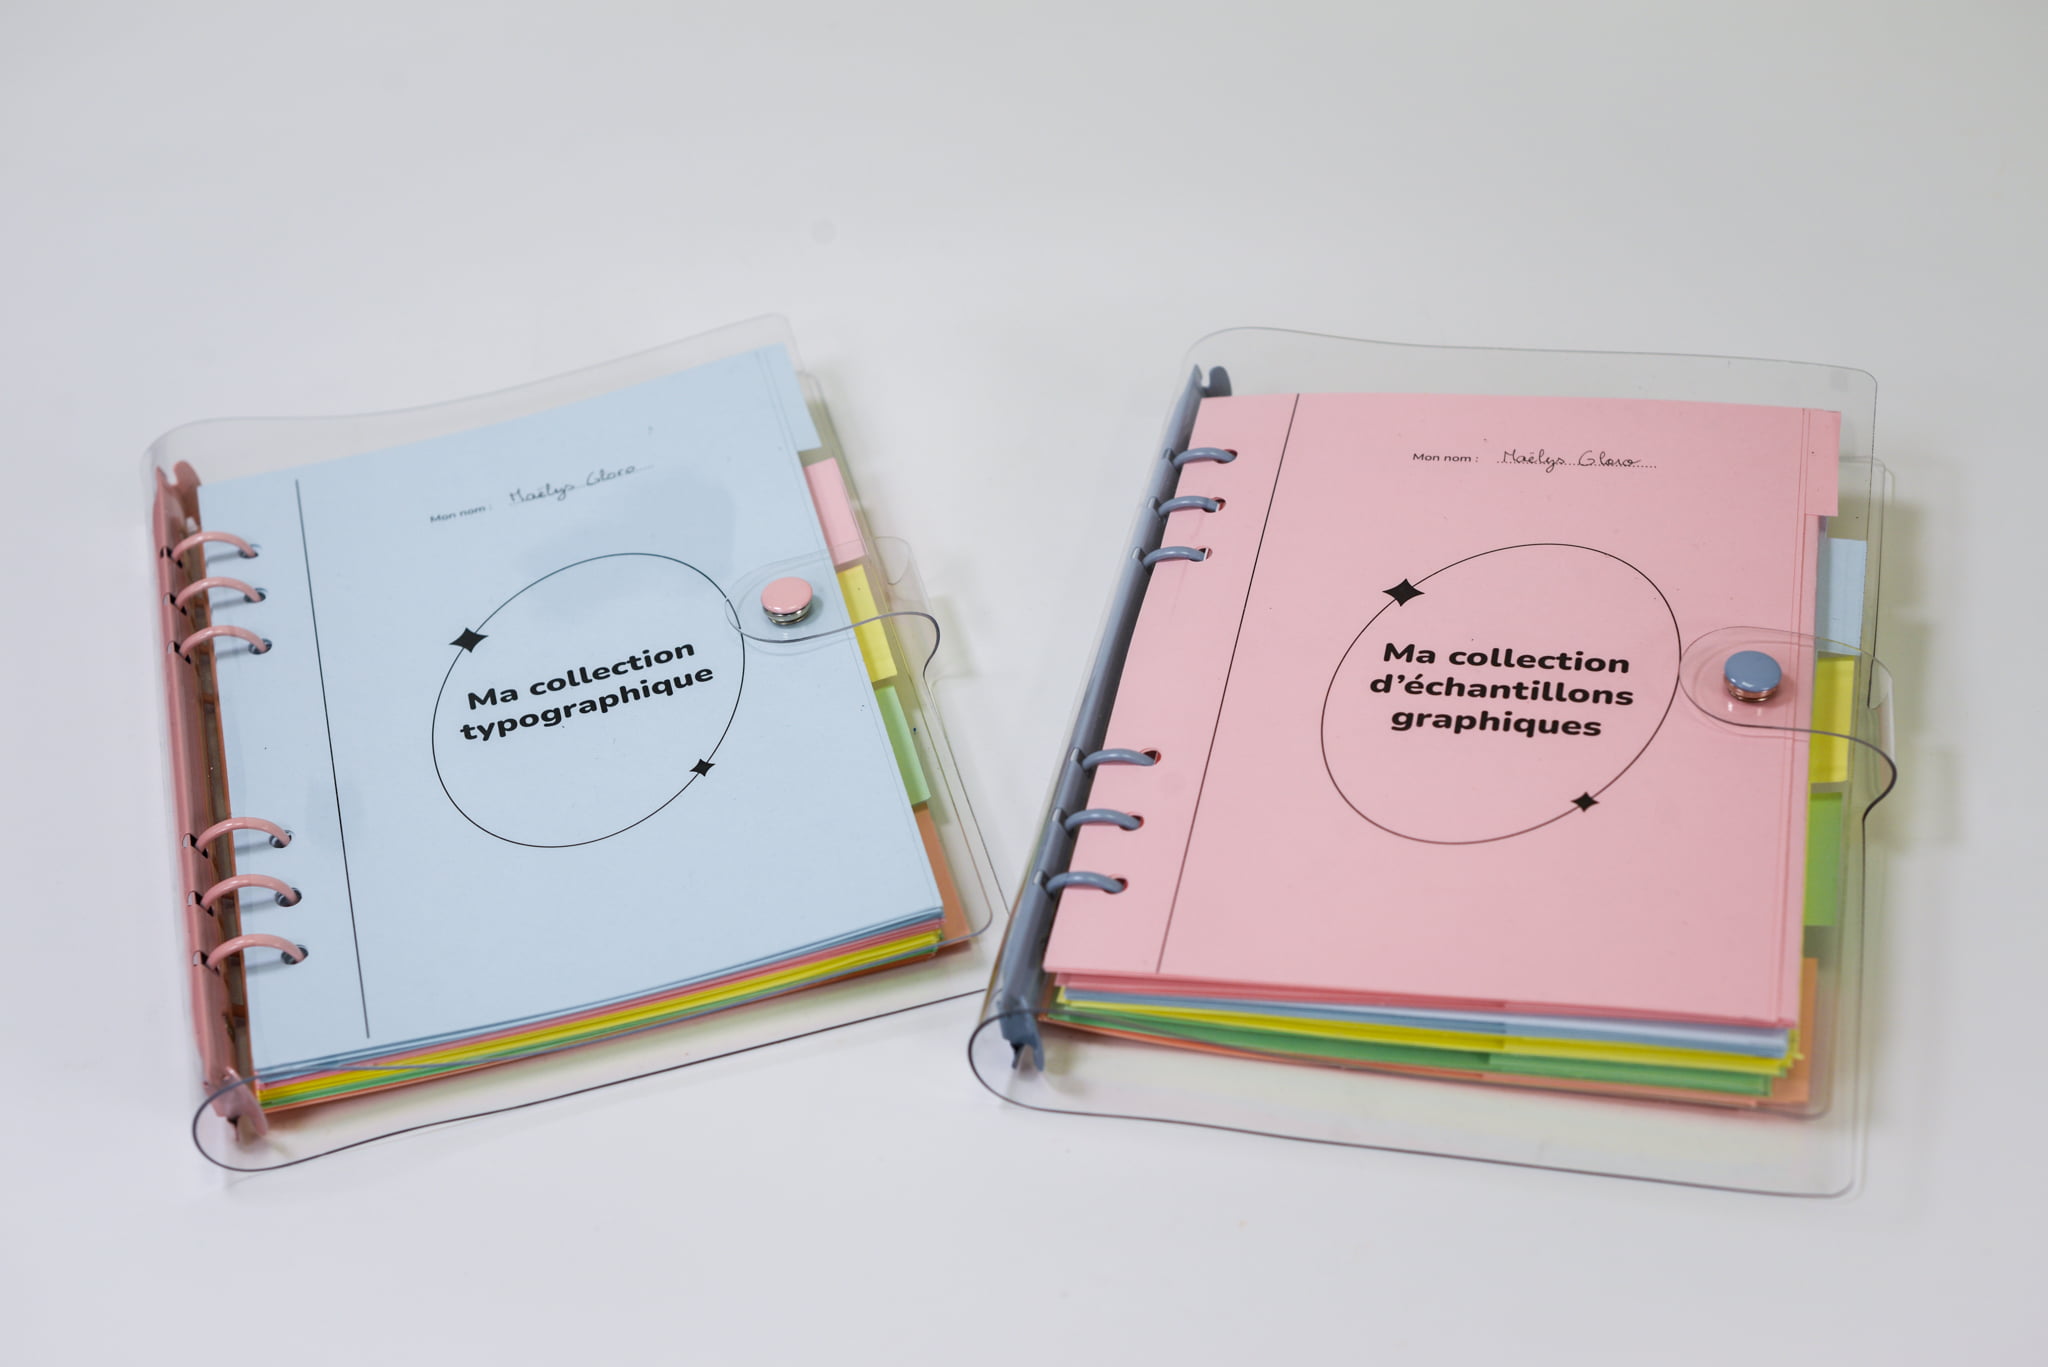 Mon nom : Maëlys Gloro
Ma collection
typographique
Mon nom : Maëlys Gloro
Ma collection
d'échantillons
graphiques